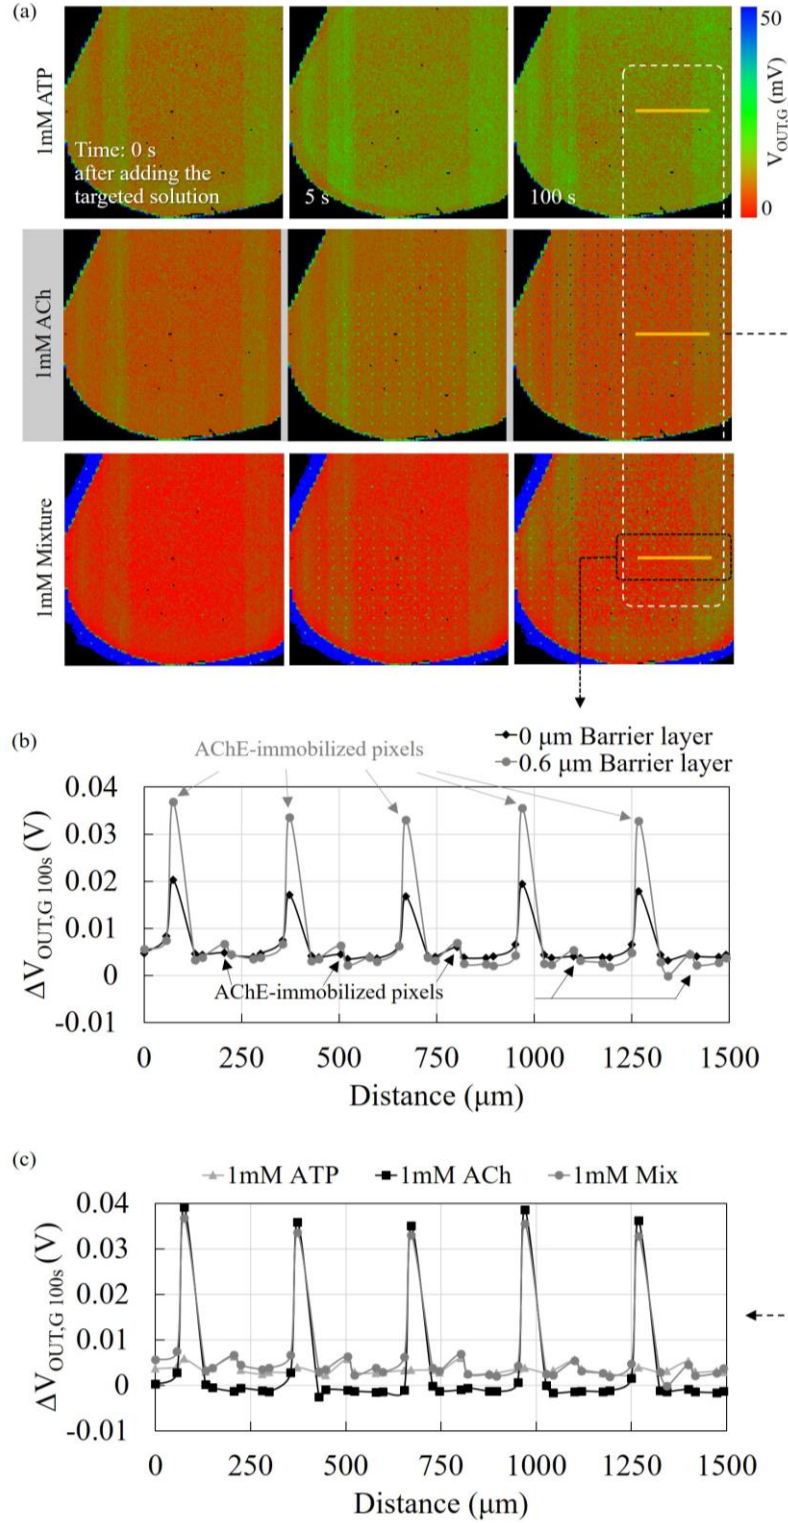 (a)
1mM ATP
Time: 0 s
after adding the
targeted solution
5 s
100 s
50
V_OUT,G (mV)
0
1mM ACh
1mM Mixture
(b)
0 μm Barrier layer
0.6 μm Barrier layer
AChE-immobilized pixels
0.04
0.03
0.02
0.01
0
-0.01
ΔV_OUT,G 100s (V)
AChE-immobilized pixels
0 250 500 750 1000 1250 1500
Distance (μm)
(c)
1mM ATP 1mM ACh 1mM Mix
0.04
0.03
0.02
0.01
0
-0.01
ΔV_OUT,G 100s (V)
0 250 500 750 1000 1250 1500
Distance (μm)